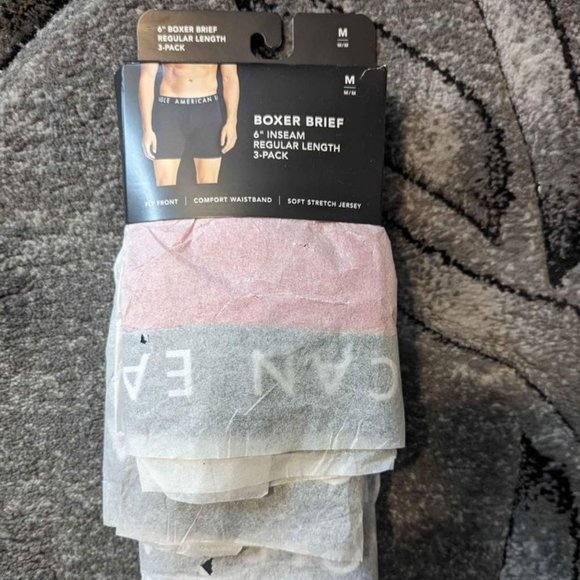 6" BOXER BRIEF
REGULAR LENGTH
3-PACK
M
M/M
M
M/M
GLE AMERICAN E
BOXER BRIEF
6" INSEAM
REGULAR LENGTH
3-PACK
FLY FRONT | COMFORT WAISTBAND | SOFT STRETCH JERSEY
CAN EA